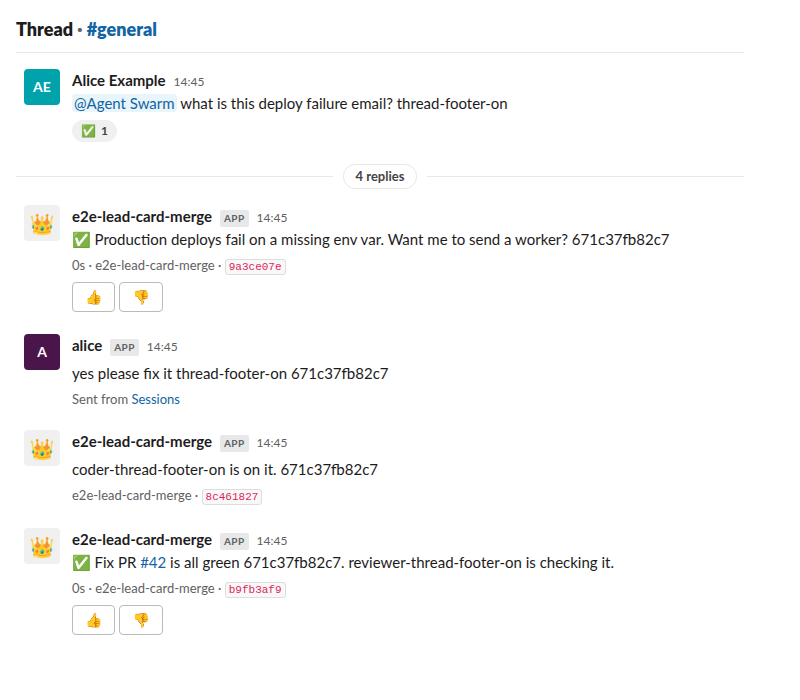 Thread • #general
AE
Alice Example 14:45
@Agent Swarm what is this deploy failure email? thread-footer-on
✅ 1
4 replies
e2e-lead-card-merge APP 14:45
✅ Production deploys fail on a missing env var. Want me to send a worker? 671c37fb82c7
0s · e2e-lead-card-merge · 9a3ce07e
👍 👎
A
alice APP 14:45
yes please fix it thread-footer-on 671c37fb82c7
Sent from Sessions
e2e-lead-card-merge APP 14:45
coder-thread-footer-on is on it. 671c37fb82c7
e2e-lead-card-merge · 8c461827
e2e-lead-card-merge APP 14:45
✅ Fix PR #42 is all green 671c37fb82c7. reviewer-thread-footer-on is checking it.
0s · e2e-lead-card-merge · b9fb3af9
👍 👎